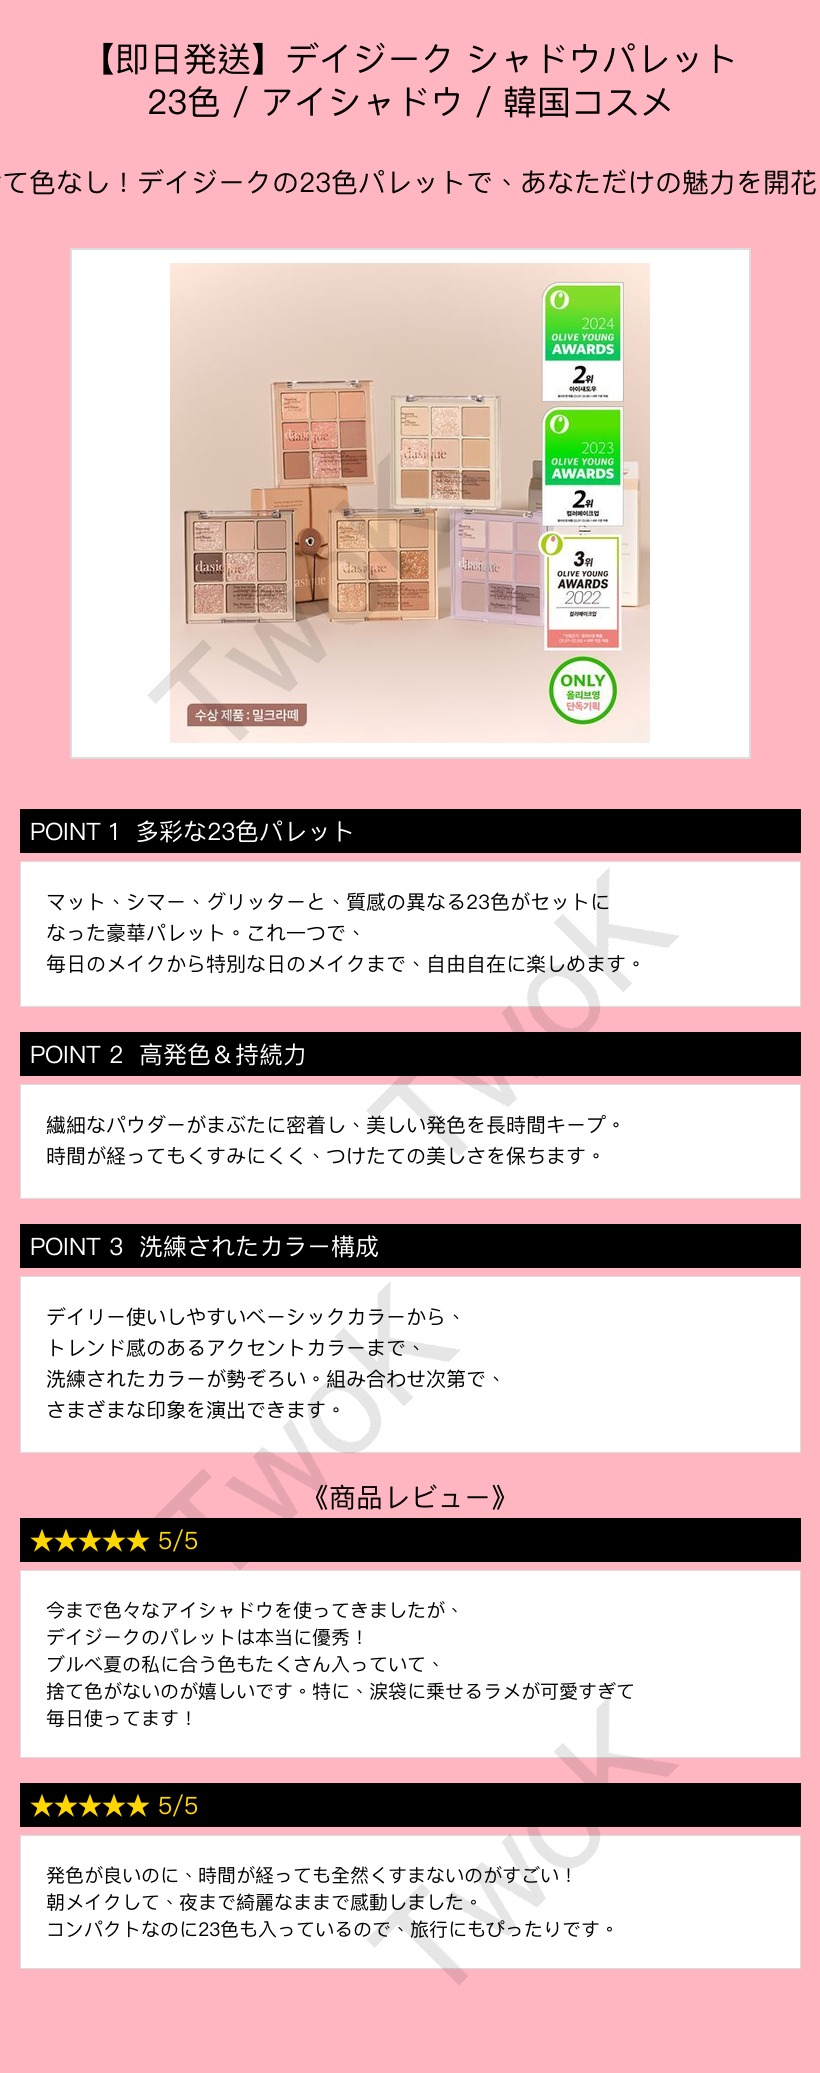 【即日発送】デイジーク シャドウパレット
23色 / アイシャドウ / 韓国コスメ
て色なし！デイジークの23色パレットで、あなただけの魅力を開花
2024
OLIVE YOUNG
AWARDS
2위
아이섀도우
2023
OLIVE YOUNG
AWARDS
2위
컬러메이크업
3위
OLIVE YOUNG
AWARDS
2022
컬러메이크업
ONLY
올리브영
단독기획
dasique
dasique
dasique
dasique
dasique
수상 제품 : 밀크라떼
TwoK
POINT 1 多彩な23色パレット
マット、シマー、グリッターと、質感の異なる23色がセットに
なった豪華パレット。これ一つで、
毎日のメイクから特別な日のメイクまで、自由自在に楽しめます。
TwoK
POINT 2 高発色＆持続力
繊細なパウダーがまぶたに密着し、美しい発色を長時間キープ。
時間が経ってもくすみにくく、つけたての美しさを保ちます。
POINT 3 洗練されたカラー構成
デイリー使いしやすいベーシックカラーから、
トレンド感のあるアクセントカラーまで、
洗練されたカラーが勢ぞろい。組み合わせ次第で、
さまざまな印象を演出できます。
TwoK
《商品レビュー》
★★★★★ 5/5
今まで色々なアイシャドウを使ってきましたが、
デイジークのパレットは本当に優秀！
ブルベ夏の私に合う色もたくさん入っていて、
捨て色がないのが嬉しいです。特に、涙袋に乗せるラメが可愛すぎて
毎日使ってます！
★★★★★ 5/5
発色が良いのに、時間が経っても全然くすまないのがすごい！
朝メイクして、夜まで綺麗なままで感動しました。
コンパクトなのに23色も入っているので、旅行にもぴったりです。
TwoK